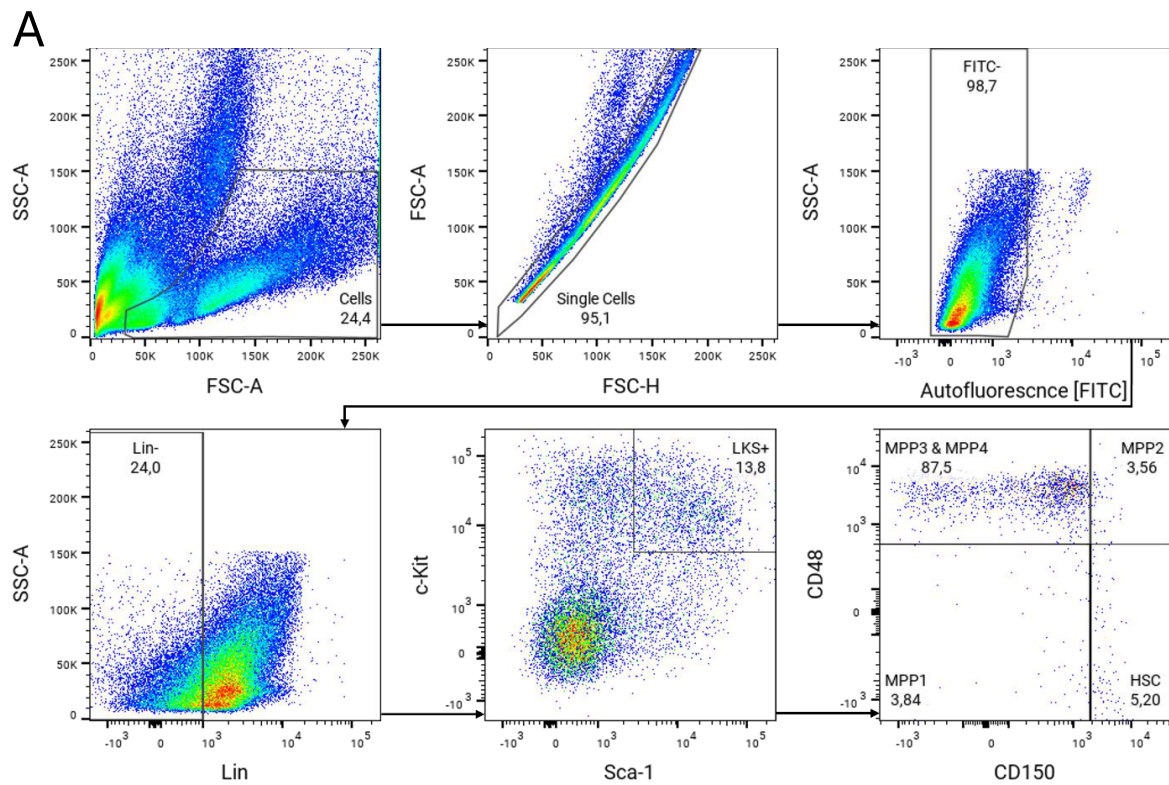 A
SSC-A
250K
200K
150K
100K
50K
0
Cells
24,4
0 50K 100K 150K 200K 250K
FSC-A
FSC-A
250K
200K
150K
100K
50K
0
Single Cells
95,1
0 50K 100K 150K 200K 250K
FSC-H
SSC-A
250K
200K
150K
100K
50K
0
FITC-
98,7
-10³ 0 10³ 10⁴ 10⁵
Autofluorescnce [FITC]
SSC-A
250K
200K
150K
100K
50K
0
Lin-
24,0
-10³ 0 10³ 10⁴ 10⁵
Lin
c-Kit
10⁵
10⁴
10³
0
-10³
LKS+
13,8
-10³ 0 10³ 10⁴ 10⁵
Sca-1
CD48
10⁴
10³
0
-10³
MPP3 & MPP4
87,5
MPP2
3,56
MPP1
3,84
HSC
5,20
-10³ 0 10³ 10⁴
CD150